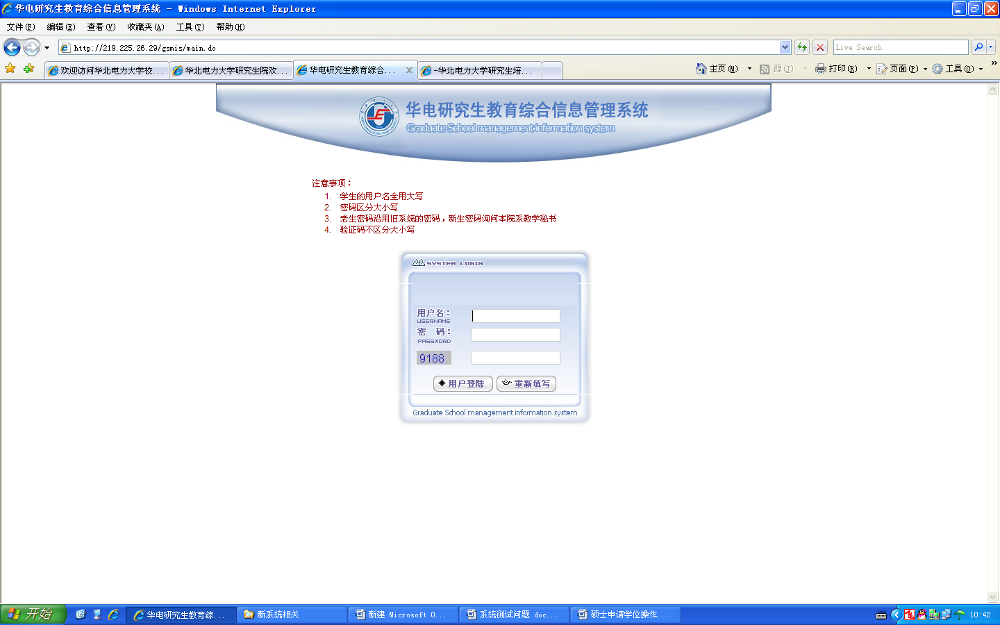 华电研究生教育综合信息管理系统 - Windows Internet Explorer
文件(F) 编辑(E) 查看(V) 收藏夹(A) 工具(T) 帮助(H)
http://219.225.26.29/gsmis/main.do
Live Search
欢迎访问华北电力大学校... 华北电力大学研究生院欢... 华电研究生教育综合... X -华北电力大学研究生培...
主页(M) 源(T) 打印(R) 页面(P) 工具(O) »
华电研究生教育综合信息管理系统
Graduate School management information system
注意事项：
1. 学生的用户名全用大写
2. 密码区分大小写
3. 老生密码沿用旧系统的密码，新生密码询问本院系教学秘书
4. 验证码不区分大小写
SYSTEM LOGIN
用户名：
USERNAME
密 码：
PASSWORD
9188
用户登陆 重新填写
Graduate School management information system
开始 华电研究生教育综... 新系统相关 新建 Microsoft O... 系统测试问题.doc... 硕士申请学位操作... 10:42